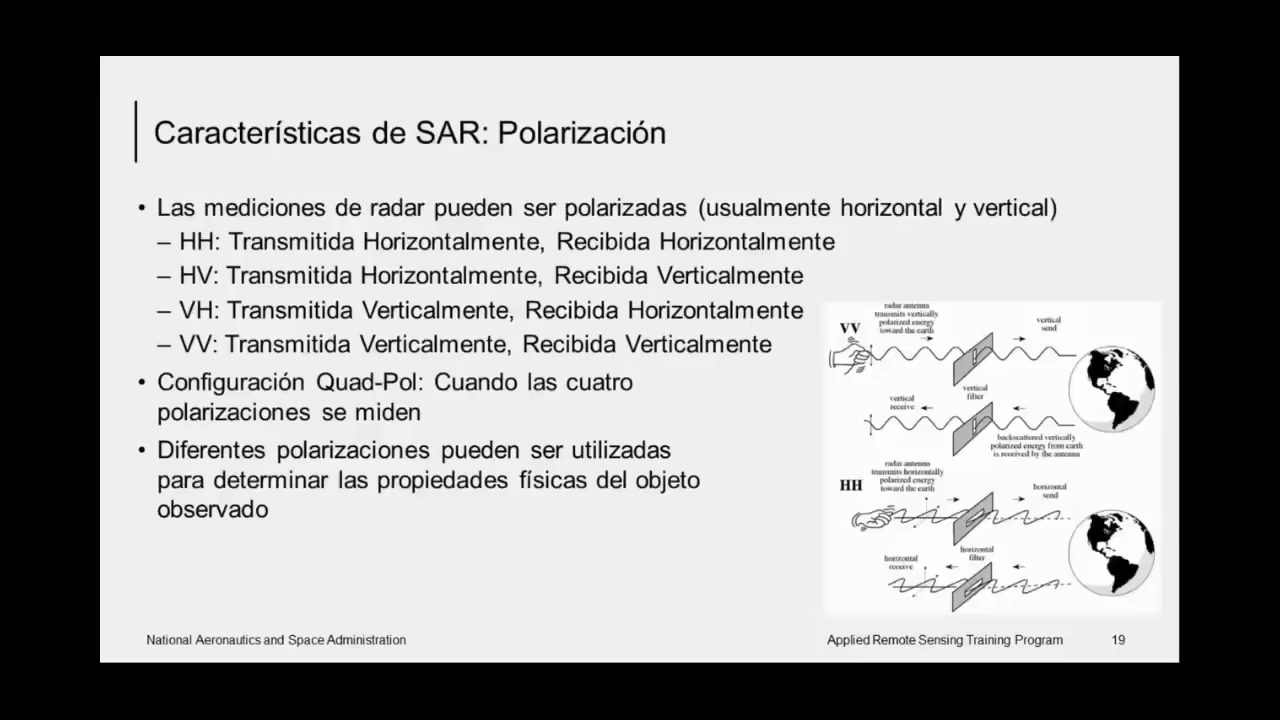 Características de SAR: Polarización
• Las mediciones de radar pueden ser polarizadas (usualmente horizontal y vertical)
– HH: Transmitida Horizontalmente, Recibida Horizontalmente
– HV: Transmitida Horizontalmente, Recibida Verticalmente
– VH: Transmitida Verticalmente, Recibida Horizontalmente
– VV: Transmitida Verticalmente, Recibida Verticalmente
• Configuración Quad-Pol: Cuando las cuatro
polarizaciones se miden
• Diferentes polarizaciones pueden ser utilizadas
para determinar las propiedades físicas del objeto
observado
radar antenna
transmits vertically
polarized energy
toward the earth
VV
vertical
send
vertical
filter
vertical
receive
backscattered vertically
polarized energy from earth
is received by the antenna
radar antenna
transmits horizontally
polarized energy
toward the earth
HH
horizontal
send
horizontal
filter
horizontal
receive
National Aeronautics and Space Administration
Applied Remote Sensing Training Program
19